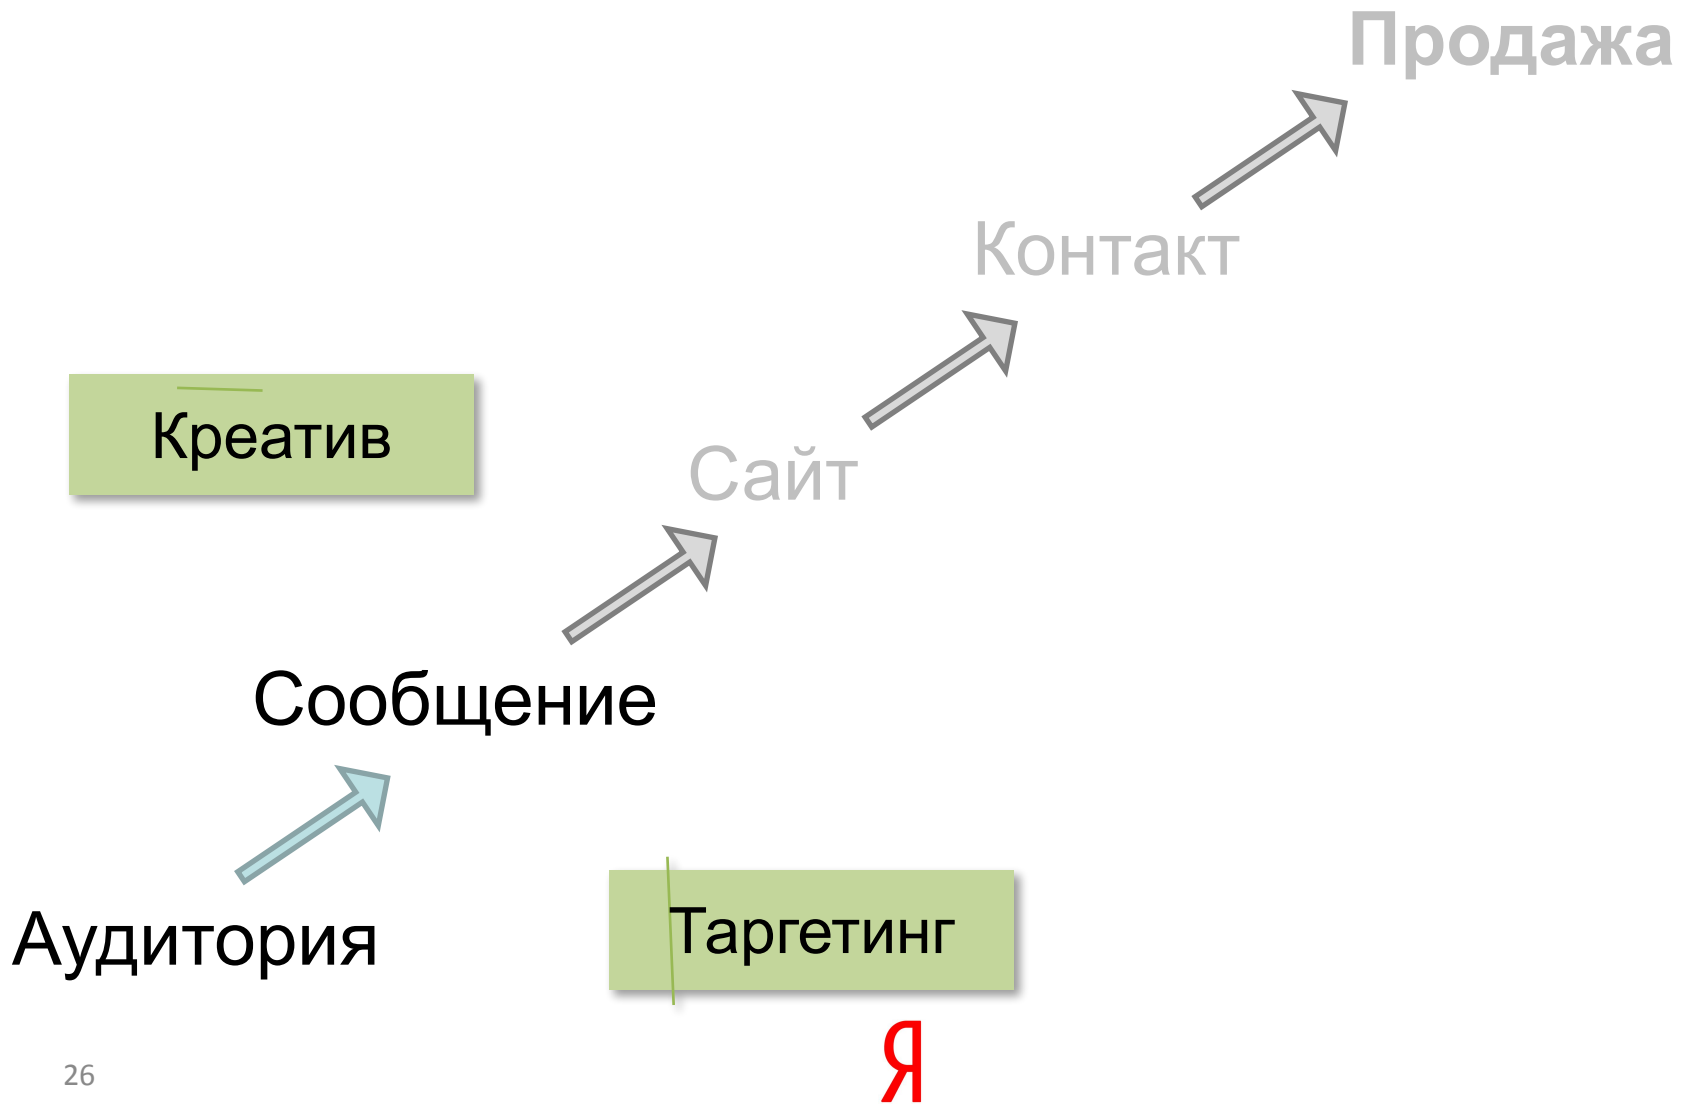 Продажа
Контакт
Креатив
Сайт
Сообщение
Аудитория
Таргетинг
Я
26